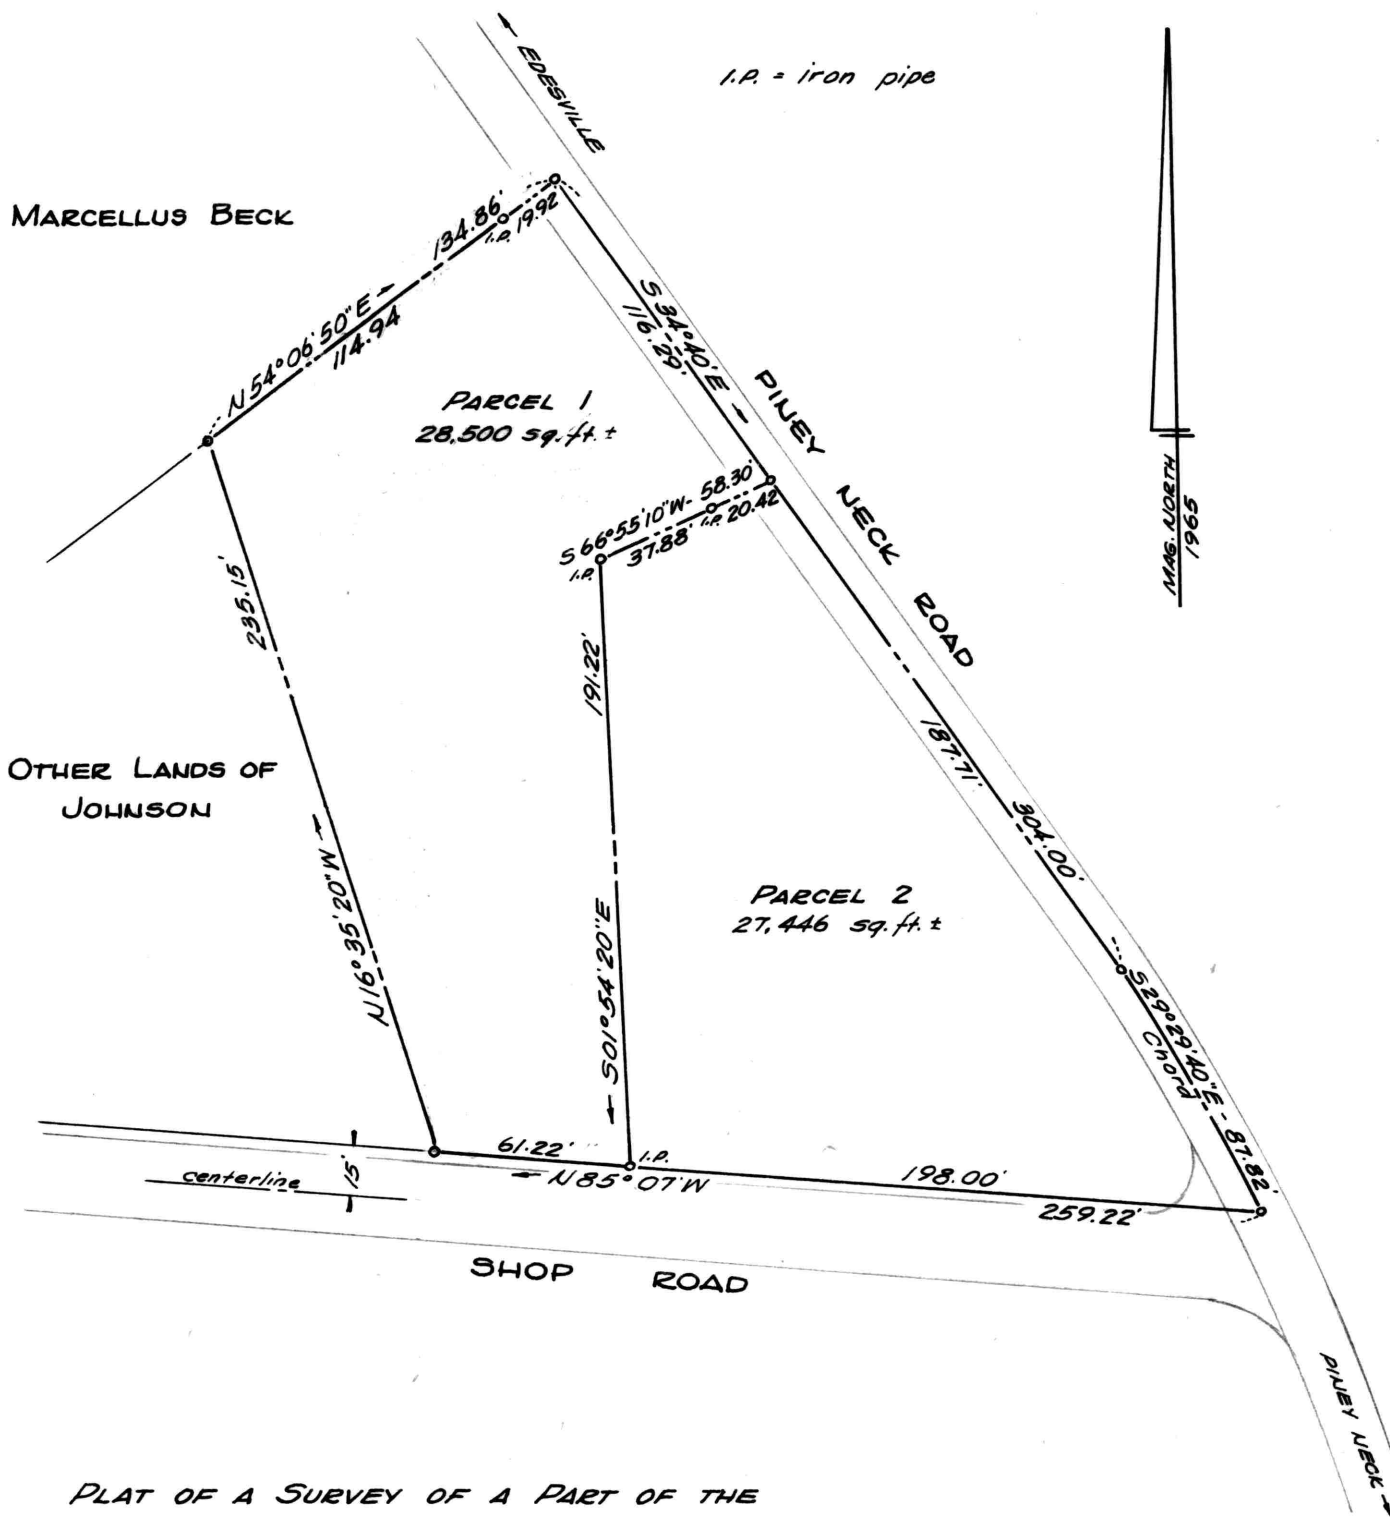 EDESVILLE
I.P. = iron pipe
MARCELLUS BECK
134.86'
I.P. 19.92
N 54° 06' 50" E
114.94
S 34° 40' E
116.29'
PARCEL 1
28,500 sq. ft. ±
PINEY NECK ROAD
MAG. NORTH
1965
S 66° 55' 10" W - 58.30'
37.88' I.P. 20.42
I.P.
235.15'
191.22'
187.71'
304.00'
OTHER LANDS OF
JOHNSON
N 16° 35' 20" W
S 01° 54' 20" E
PARCEL 2
27,446 sq. ft. ±
S 29° 29' 40" E - 87.82'
Chord
61.22'
I.P.
N 85° 07' W
198.00'
259.22'
centerline
15'
SHOP ROAD
PINEY NECK
PLAT OF A SURVEY OF A PART OF THE